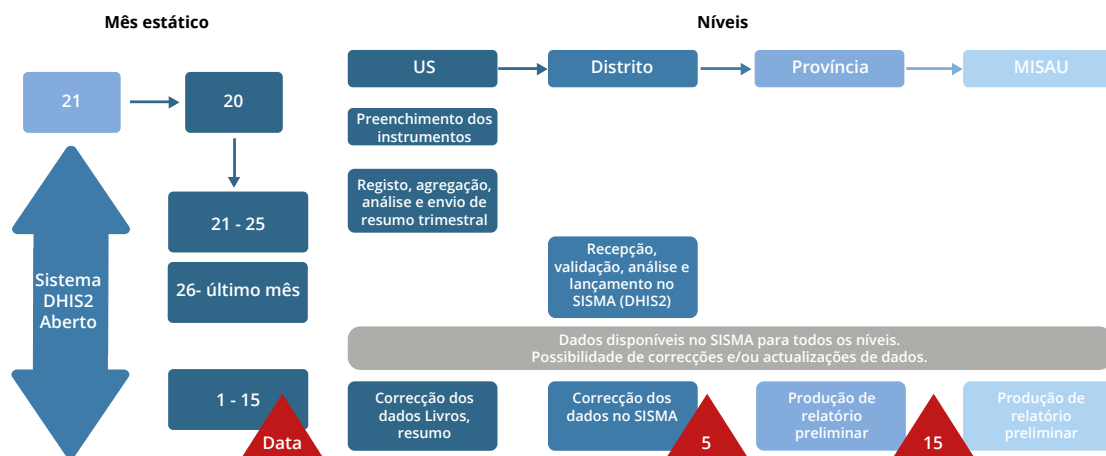 Mês estático
Níveis
21
20
US
Distrito
Província
MISAU
Preenchimento dos
instrumentos
Registo, agregação,
análise e envio de
resumo trimestral
21 - 25
Recepção,
validação, análise e
lançamento no
SISMA (DHIS2)
26- último mês
Sistema
DHIS2
Aberto
Dados disponíveis no SISMA para todos os níveis.
Possibilidade de correcções e/ou actualizações de dados.
1 - 15
Data
Correcção dos
dados Livros,
resumo
Correcção dos
dados no SISMA
5
Produção de
relatório
preliminar
15
Produção de
relatório
preliminar